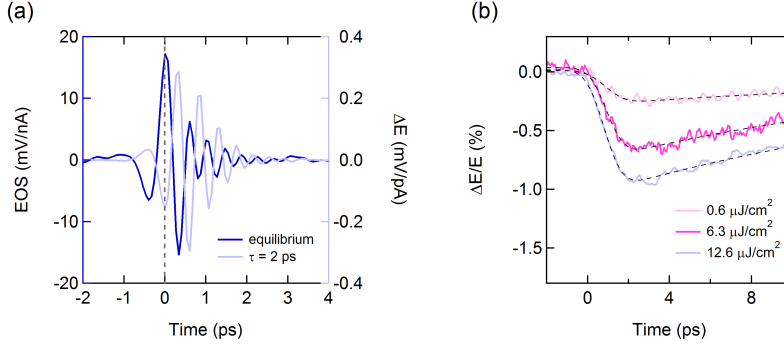 (a)
20
10
0
-10
-20
EOS (mV/nA)
0.4
0.2
0.0
-0.2
-0.4
ΔE (mV/pA)
equilibrium
τ = 2 ps
-2 -1 0 1 2 3 4
Time (ps)
(b)
0.0
-0.5
-1.0
-1.5
ΔE/E (%)
0.6 μJ/cm²
6.3 μJ/cm²
12.6 μJ/cm²
0 4 8
Time (ps)